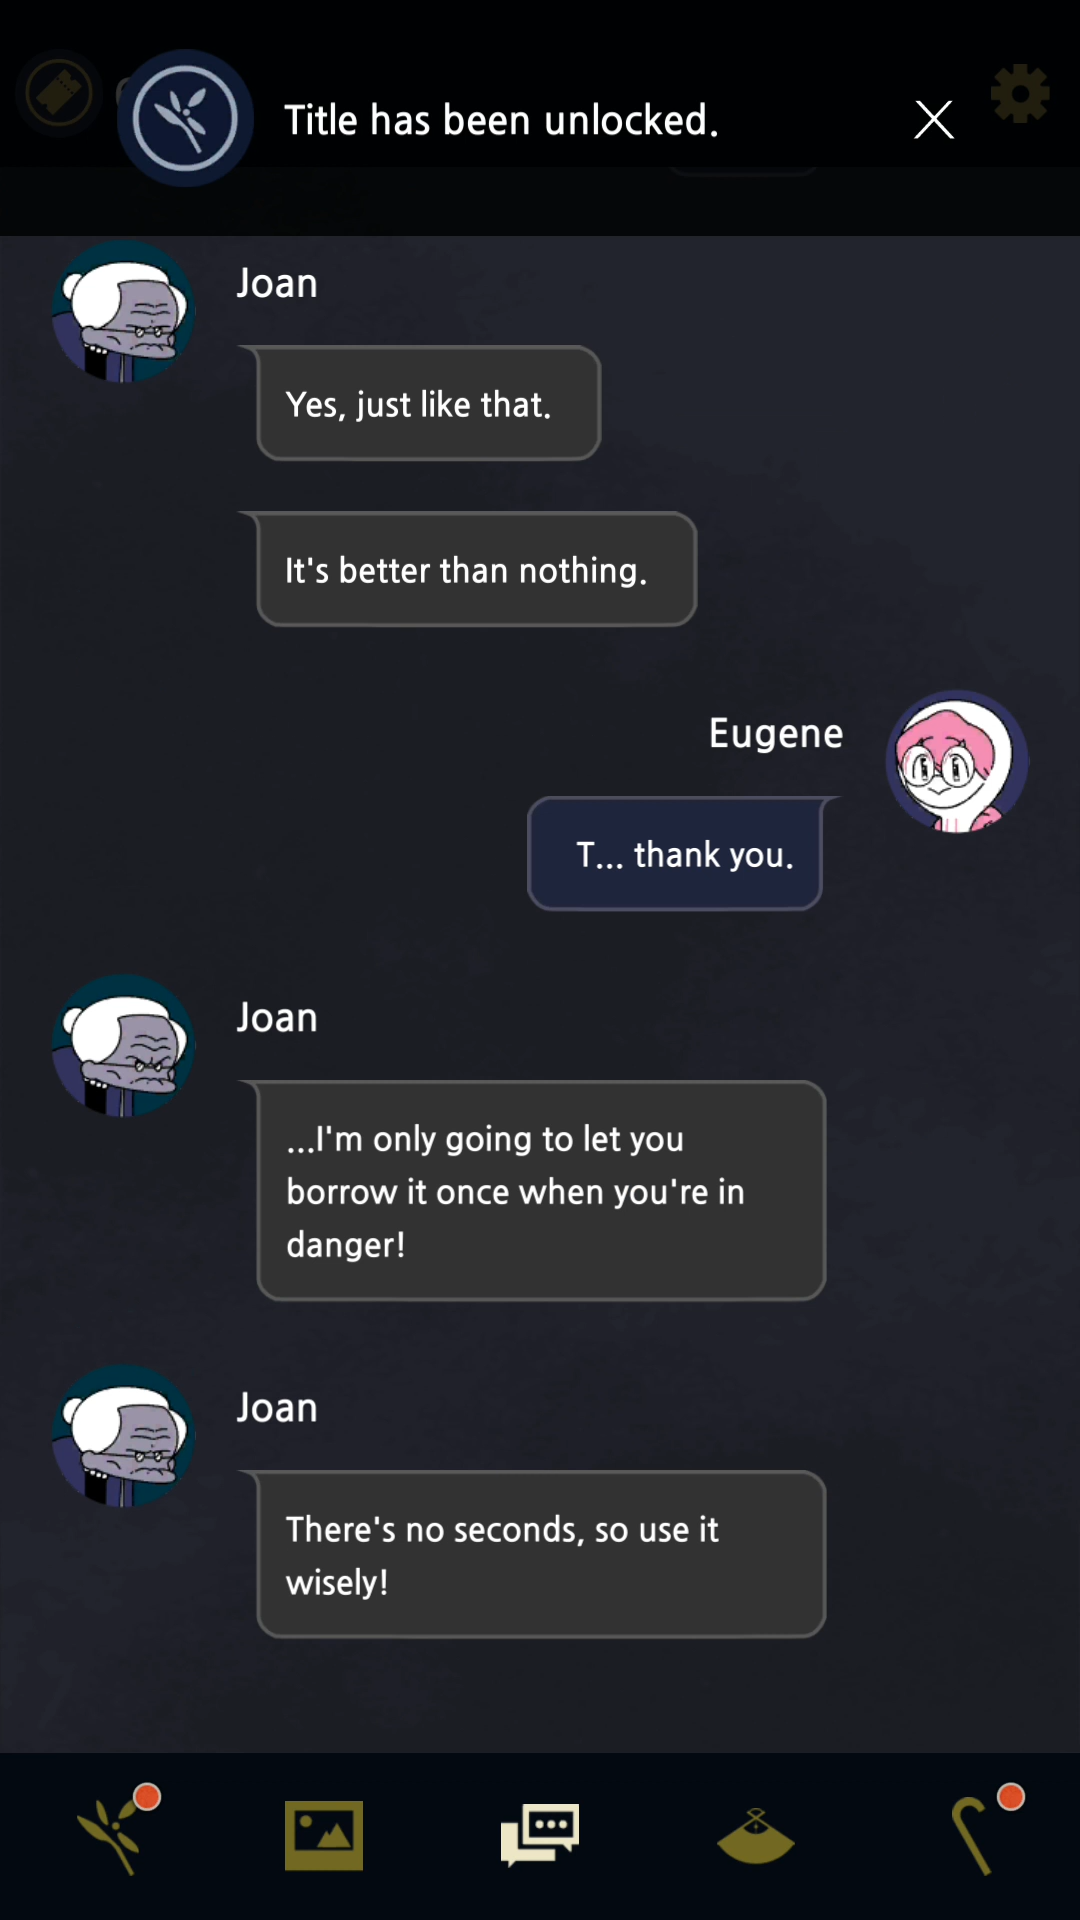 Title has been unlocked.
Joan
Yes, just like that.
It's better than nothing.
Eugene
T... thank you.
Joan
...I'm only going to let you
borrow it once when you're in
danger!
Joan
There's no seconds, so use it
wisely!